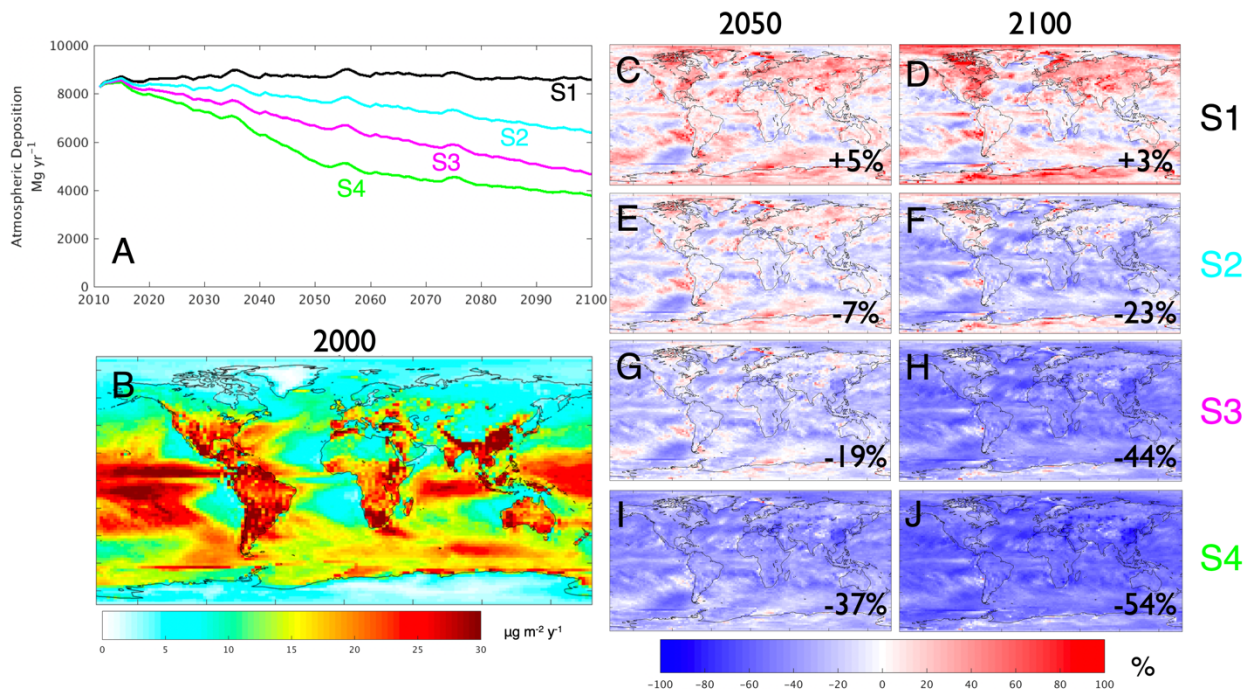 2050
2100
10000
8000
6000
4000
2000
0
Atmospheric Deposition
Mg yr⁻¹
S1
S2
S3
S4
A
2010 2020 2030 2040 2050 2060 2070 2080 2090 2100
2000
B
0 5 10 15 20 25 30
µg m⁻² y⁻¹
C
+5%
D
+3%
S1
E
-7%
F
-23%
S2
G
-19%
H
-44%
S3
I
-37%
J
-54%
S4
-100 -80 -60 -40 -20 0 20 40 60 80 100
%